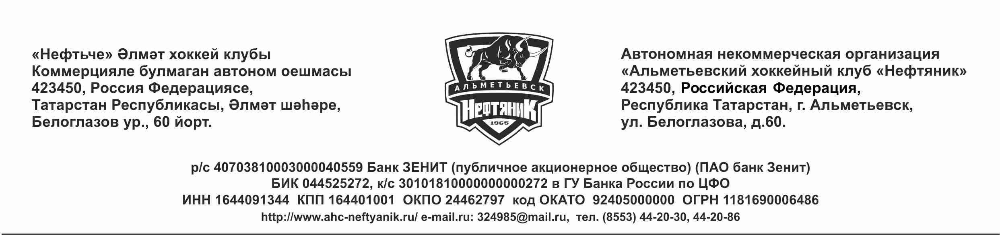 «Нефтьче» Әлмәт хоккей клубы
Коммерцияле булмаган автоном оешмасы
423450, Россия Федерациясе,
Татарстан Республикасы, Әлмәт шәһәре,
Белоглазов ур., 60 йорт.
АЛЬМЕТЬЕВСК
НЕФТЯНИК
1965
Автономная некоммерческая организация
«Альметьевский хоккейный клуб «Нефтяник»
423450, Российская Федерация,
Республика Татарстан, г. Альметьевск,
ул. Белоглазова, д.60.
р/с 40703810003000040559 Банк ЗЕНИТ (публичное акционерное общество) (ПАО банк Зенит)
БИК 044525272, к/с 30101810000000000272 в ГУ Банка России по ЦФО
ИНН 1644091344 КПП 164401001 ОКПО 24462797 код ОКАТО 92405000000 ОГРН 1181690006486
http://www.ahc-neftyanik.ru/ e-mail.ru: 324985@mail.ru, тел. (8553) 44-20-30, 44-20-86